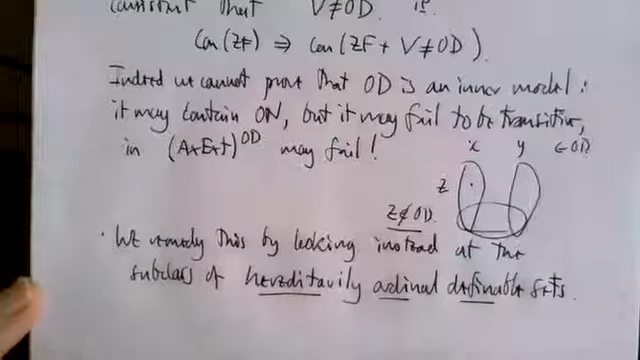 consistent that V≠OD. i.e.
Con(ZF) ⇒ Con(ZF + V≠OD).
Indeed we cannot prove that OD is an inner model:
it may contain ON, but it may fail to be transitive,
in (AxExt)^OD may fail!
x y ∈ OD
z
z∉OD.
· We remedy this by looking instead at the
subclass of hereditarily ordinal definable sets.